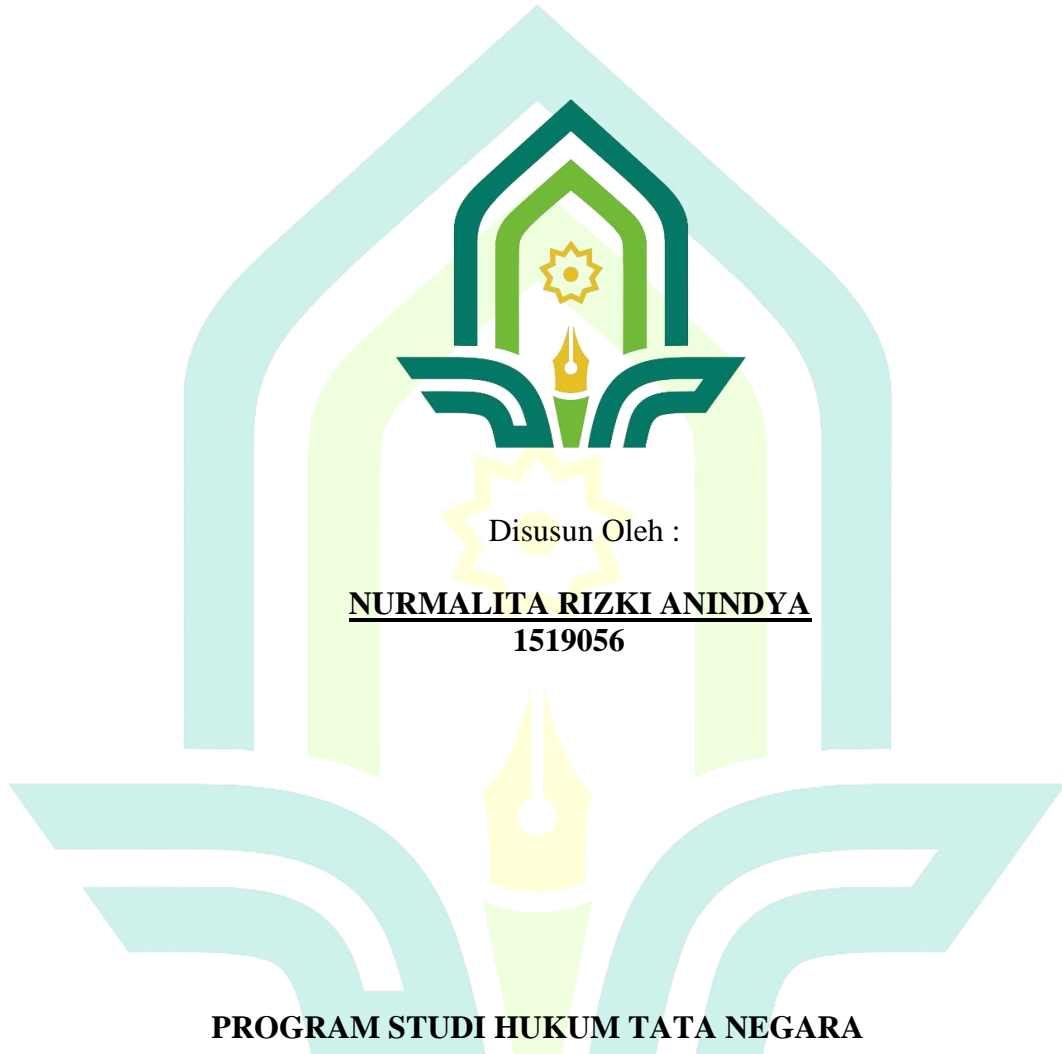 Disusun Oleh :
NURMALITA RIZKI ANINDYA
1519056
PROGRAM STUDI HUKUM TATA NEGARA